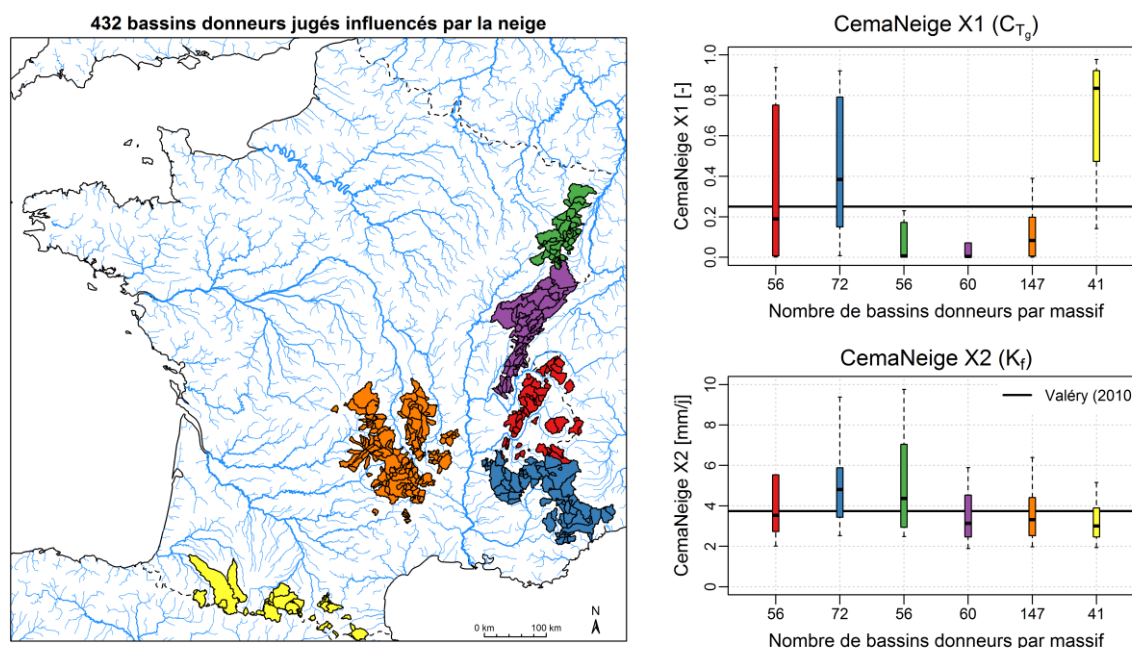 432 bassins donneurs jugés influencés par la neige
N
0 km 100 km
CemaNeige X1 (CTg)
CemaNeige X1 [-]
1.0
0.8
0.6
0.4
0.2
0.0
56 72 56 60 147 41
Nombre de bassins donneurs par massif
CemaNeige X2 (Kf)
Valéry (2010
CemaNeige X2 [mm/j]
10
8
6
4
2
0
56 72 56 60 147 41
Nombre de bassins donneurs par massif